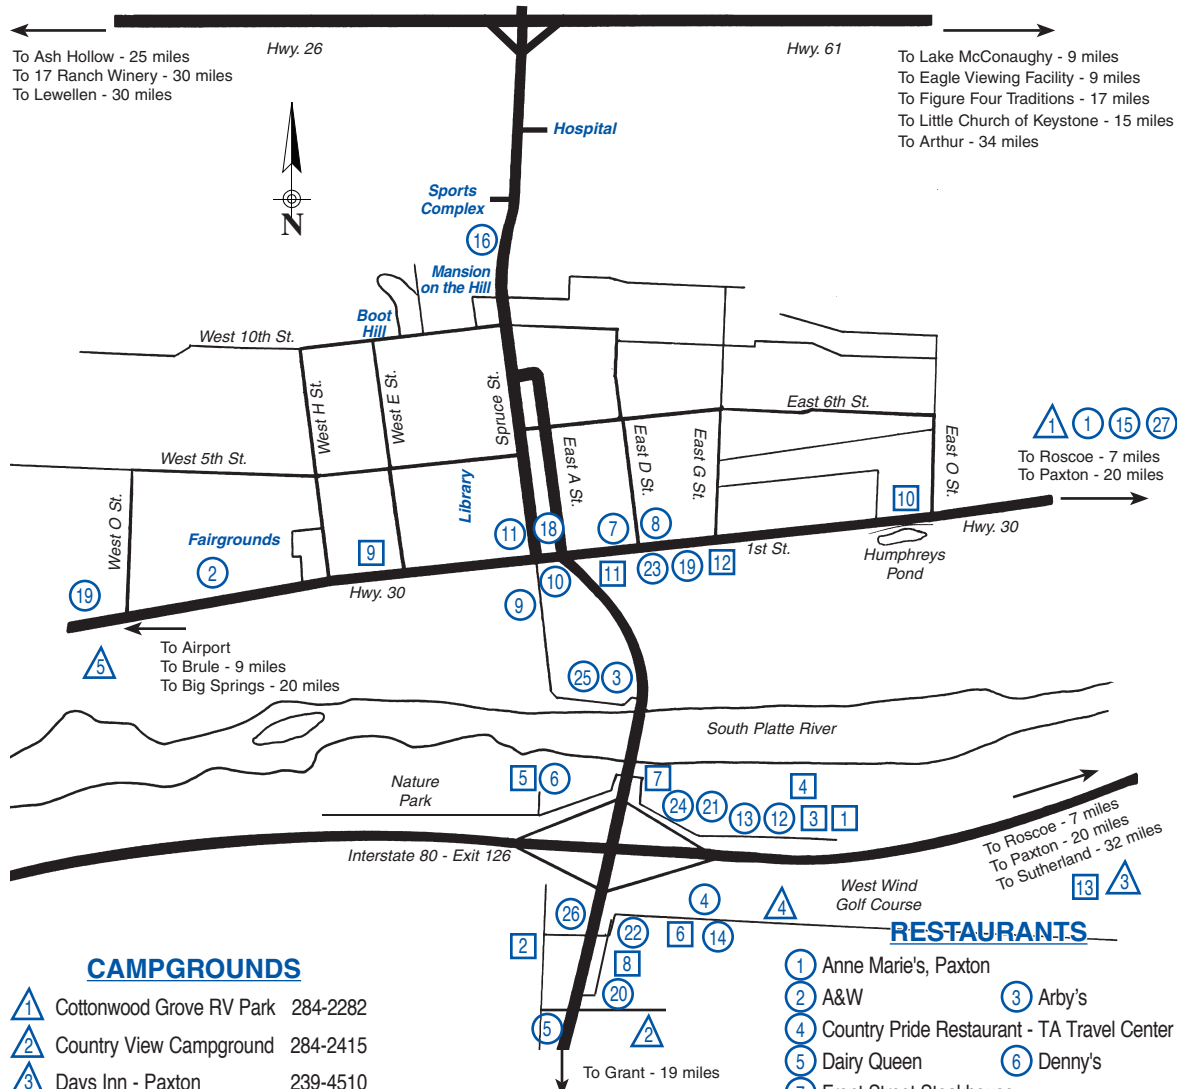 Hwy. 26
Hwy. 61
To Ash Hollow - 25 miles
To 17 Ranch Winery - 30 miles
To Lewellen - 30 miles
To Lake McConaughy - 9 miles
To Eagle Viewing Facility - 9 miles
To Figure Four Traditions - 17 miles
To Little Church of Keystone - 15 miles
To Arthur - 34 miles
N
Hospital
Sports
Complex
16
Mansion
on the Hill
Boot
Hill
West 10th St.
West H St.
West E St.
Spruce St.
East 6th St.
1 1 15 27
To Roscoe - 7 miles
To Paxton - 20 miles
West 5th St.
West O St.
Library
East A St.
East D St.
East G St.
East O St.
Fairgrounds
2
9
11
18
7
8
10
Hwy. 30
1st St.
Humphreys
Pond
19
Hwy. 30
10
9
11
23
19
12
5
To Airport
To Brule - 9 miles
To Big Springs - 20 miles
25 3
South Platte River
Nature
Park
5 6
7
4
24 21 13 12 3 1
Interstate 80 - Exit 126
To Roscoe - 7 miles
To Paxton - 20 miles
To Sutherland - 32 miles
13 3
West Wind
Golf Course
26
4
4
2
22
6
14
8
20
5
2
To Grant - 19 miles
CAMPGROUNDS
1 Cottonwood Grove RV Park 284-2282
2 Country View Campground 284-2415
3 Days Inn - Paxton 239-4510
RESTAURANTS
1 Anne Marie's, Paxton
2 A&W 3 Arby's
4 Country Pride Restaurant - TA Travel Center
5 Dairy Queen 6 Denny's